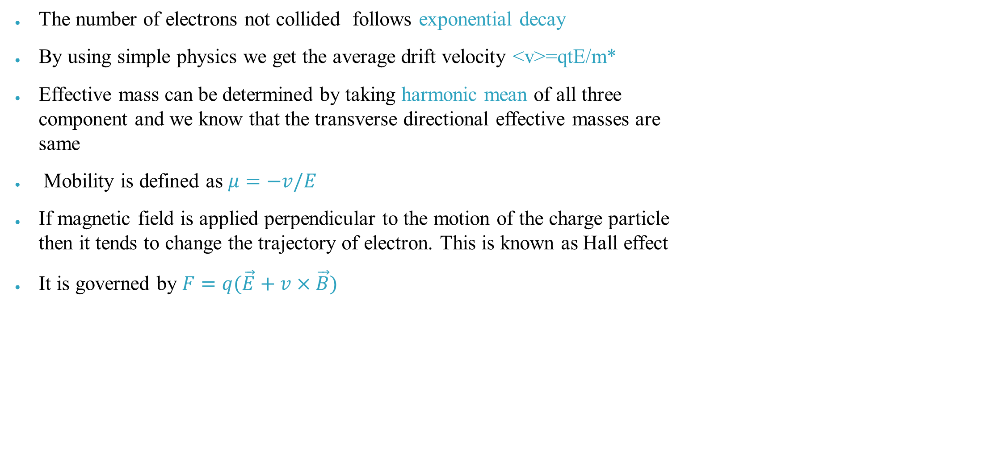 • The number of electrons not collided follows exponential decay
• By using simple physics we get the average drift velocity <v>=qtE/m*
• Effective mass can be determined by taking harmonic mean of all three
component and we know that the transverse directional effective masses are
same
• Mobility is defined as μ = −v/E
• If magnetic field is applied perpendicular to the motion of the charge particle
then it tends to change the trajectory of electron. This is known as Hall effect
• It is governed by F = q(E⃗ + v × B⃗)